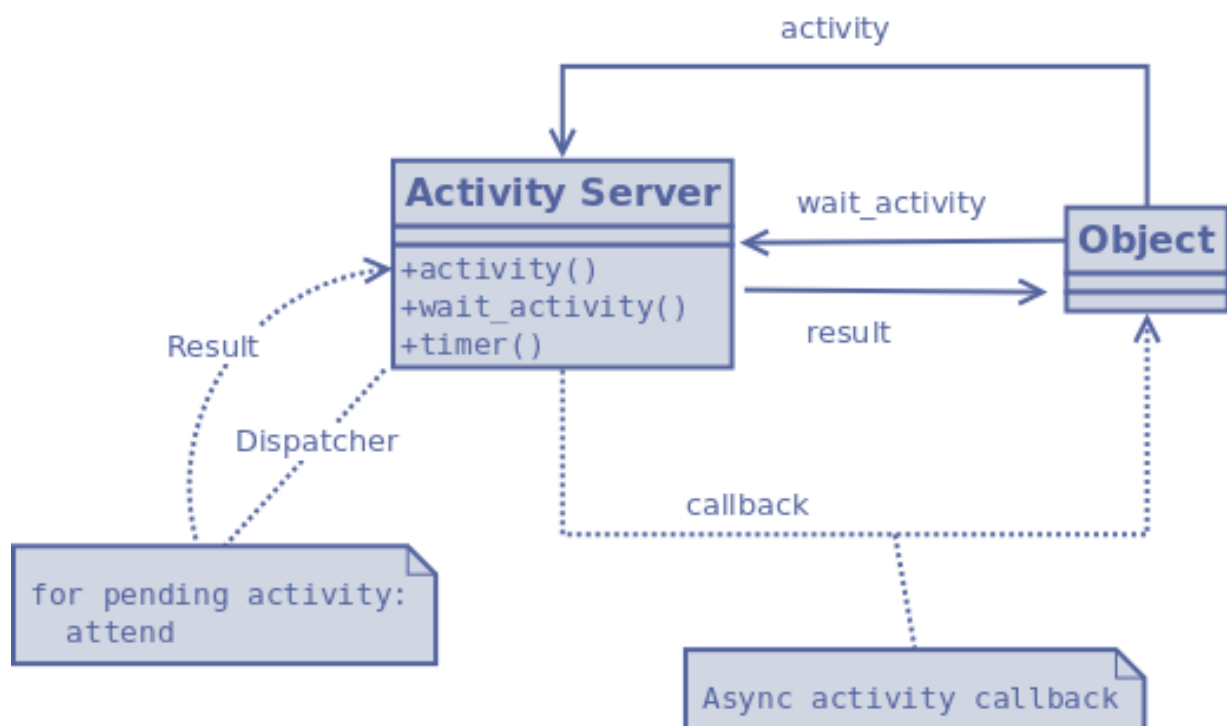 activity
Activity Server
wait_activity
Object
+activity()
+wait_activity()
+timer()
result
Result
Dispatcher
callback
for pending activity:
attend
Async activity callback